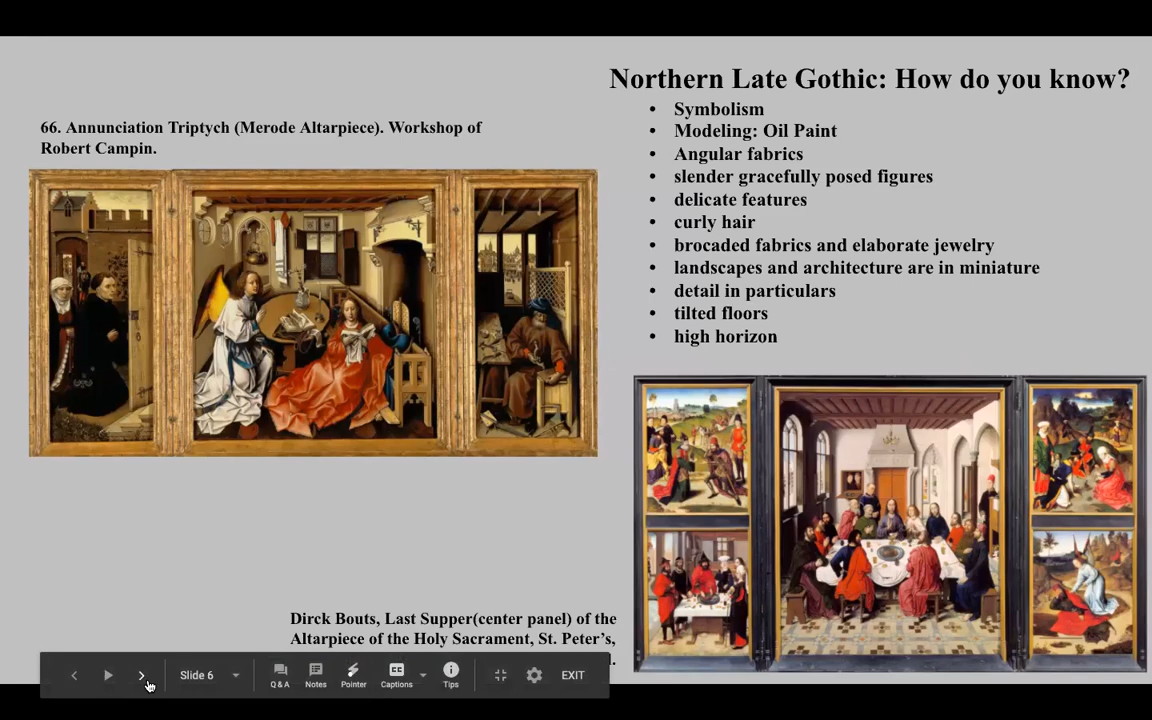 Northern Late Gothic: How do you know?
• Symbolism
• Modeling: Oil Paint
• Angular fabrics
• slender gracefully posed figures
• delicate features
• curly hair
• brocaded fabrics and elaborate jewelry
• landscapes and architecture are in miniature
• detail in particulars
• tilted floors
• high horizon
66. Annunciation Triptych (Merode Altarpiece). Workshop of
Robert Campin.
Dirck Bouts, Last Supper(center panel) of the
Altarpiece of the Holy Sacrament, St. Peter's,
Slide 6
Q & A
Notes
Pointer
Captions
Tips
EXIT